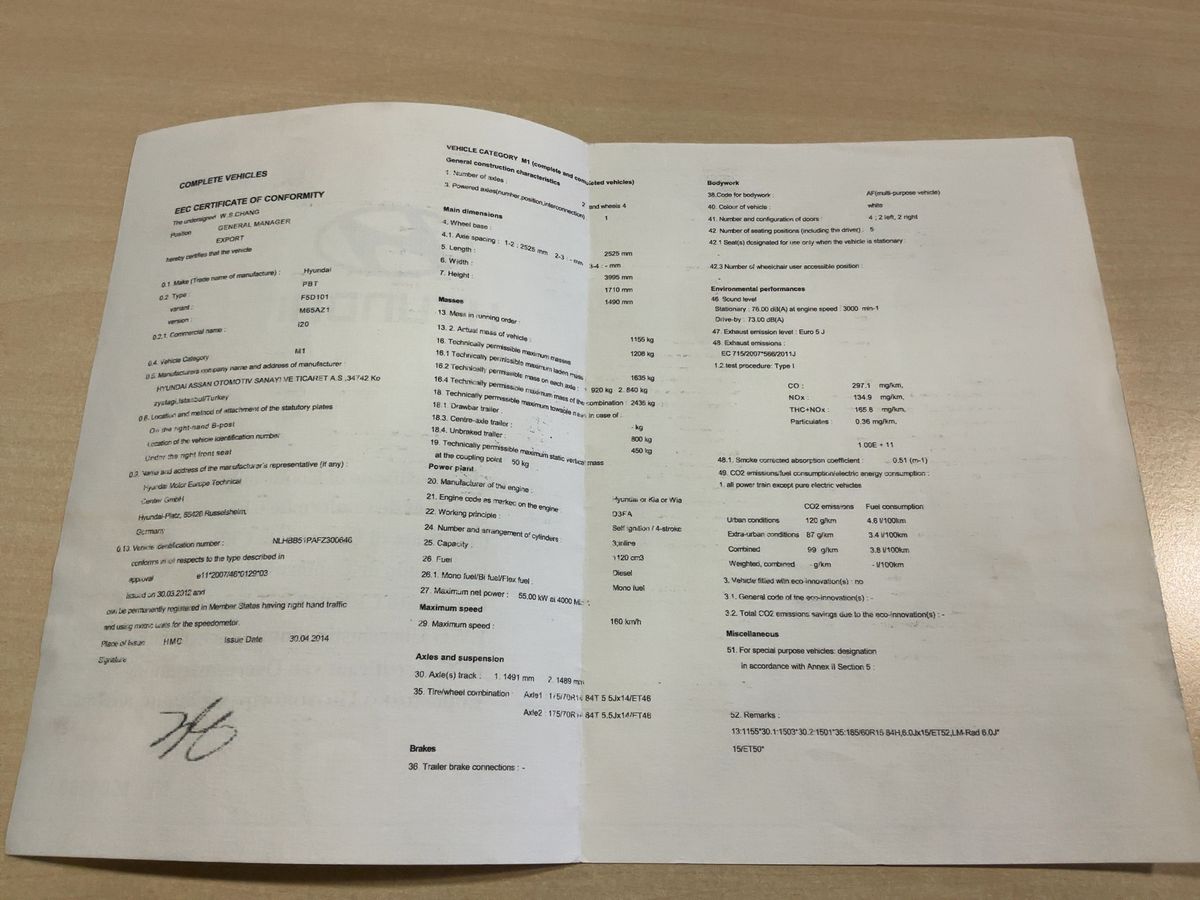 COMPLETE VEHICLES
EEC CERTIFICATE OF CONFORMITY
The undersigned W.S.CHANG
Position GENERAL MANAGER
EXPORT
hereby certifies that the vehicle
0.1 Make (Trade name of manufacture) : Hyundai
0.2 Type : PBT
variant : F5D101
version : M65AZ1
0.2.1. Commercial name : I20
0.4. Vehicle Category M1
0.5. Manufacturers company name and address of manufacturer :
HYUNDAI ASSAN OTOMOTIV SANAYI VE TICARET A.S ,34742 Ko
zyatagi,Istanbul/Turkey
0.6. Location and method of attachment of the statutory plates
On the right-hand B-post
Location of the vehicle identification number
Under the right front seat
0.9. Name and address of the manufacturer's representative (if any) :
Hyundai Motor Europe Technical
Center GmbH
Hyundai-Platz, 65428 Russelsheim,
Germany
0.10. Vehicle identification number : NLHBB51PAFZ300646
conforms in all respects to the type described in
approval e11*2007/46*0129*03
issued on 30.03.2012 and
can be permanently registered in Member States having right hand traffic
and using metric units for the speedometer.
Place of issue HMC Issue Date 30.04.2014
Signature
VEHICLE CATEGORY M1 (complete and completed vehicles)
General construction characteristics
1. Number of axles : 2 and wheels 4
3. Powered axles(number,position,interconnection) 1
Main dimensions
4. Wheel base : 2525 mm
4.1. Axle spacing : 1-2 : 2525 mm 2-3 : - mm 3-4 : - mm
5. Length : 3995 mm
6. Width : 1710 mm
7. Height : 1490 mm
Masses
13. Mass in running order : 1155 kg
13. 2. Actual mass of vehicle : 1208 kg
16. Technically permissible maximum masses
16.1 Technically permissible maximum laden mass 1635 kg
16.2 Technically permissible mass on each axle : 1. 920 kg 2. 840 kg
16.4 Technically permissible maximum mass of the combination : 2435 kg
18. Technically permissible maximum towable mass in case of :
18.1. Drawbar trailer : - kg
18.3. Centre-axle trailer : 800 kg
18.4. Unbraked trailer : 450 kg
19. Technically permissible maximum static vertical mass
at the coupling point 50 kg
Power plant
20. Manufacturer of the engine : Hyundai or Kia or Wia
21. Engine code as marked on the engine : D3FA
22. Working principle : Self ignition / 4-stroke
24. Number and arrangement of cylinders : 3;inline
25. Capacity : 1120 cm3
26. Fuel Diesel
26.1. Mono fuel/Bi fuel/Flex fuel : Mono fuel
27. Maximum net power : 55.00 kW at 4000
Maximum speed
29. Maximum speed : 160 km/h
Axles and suspension
30. Axle(s) track : 1. 1491 mm 2. 1489 mm
35. Tire/wheel combination Axle1 : 175/70R14 84T 5.5Jx14/ET46
Axle2 : 175/70R14 84T 5.5Jx14/ET46
Brakes
36. Trailer brake connections : -
Bodywork
38.Code for bodywork : AF(multi-purpose vehicle)
40. Colour of vehicle : white
41. Number and configuration of doors : 4 ; 2 left, 2 right
42. Number of seating positions (including the driver) : 5
42.1 Seat(s) designated for use only when the vehicle is stationary :
-
42.3 Number of wheelchair user accessible position :
-
Environmental performances
46. Sound level
Stationary : 76.00 dB(A) at engine speed : 3000 min-1
Drive-by : 73.00 dB(A)
47. Exhaust emission level : Euro 5 J
48. Exhaust emissions :
EC 715/2007*566/2011J
1.2.test procedure: Type I
CO : 297.1 mg/km,
NOx : 134.9 mg/km,
THC+NOx : 165.8 mg/km,
Particulates : 0.36 mg/km,
1.00E + 11
48.1. Smoke corrected absorption coefficient : 0.51 (m-1)
49. CO2 emissions/fuel consumption/electric energy consumption :
1. all power train except pure electric vehicles
CO2 emissions Fuel consumption
Urban conditions 120 g/km 4.6 l/100km
Extra-urban conditions 87 g/km 3.4 l/100km
Combined 99 g/km 3.8 l/100km
Weighted, combined - g/km - l/100km
3. Vehicle fitted with eco-innovation(s) : no
3.1. General code of the eco-innovation(s) : -
3.2. Total CO2 emissions saving due to the eco-innovation(s) : -
Miscellaneous
51. For special purpose vehicles: designation
in accordance with Annex II Section 5 :
52. Remarks :
13:1155*30.1:1503*30.2:1501*35:185/60R15 84H,6.0Jx15/ET52,LM-Rad 6.0J*
15/ET50*